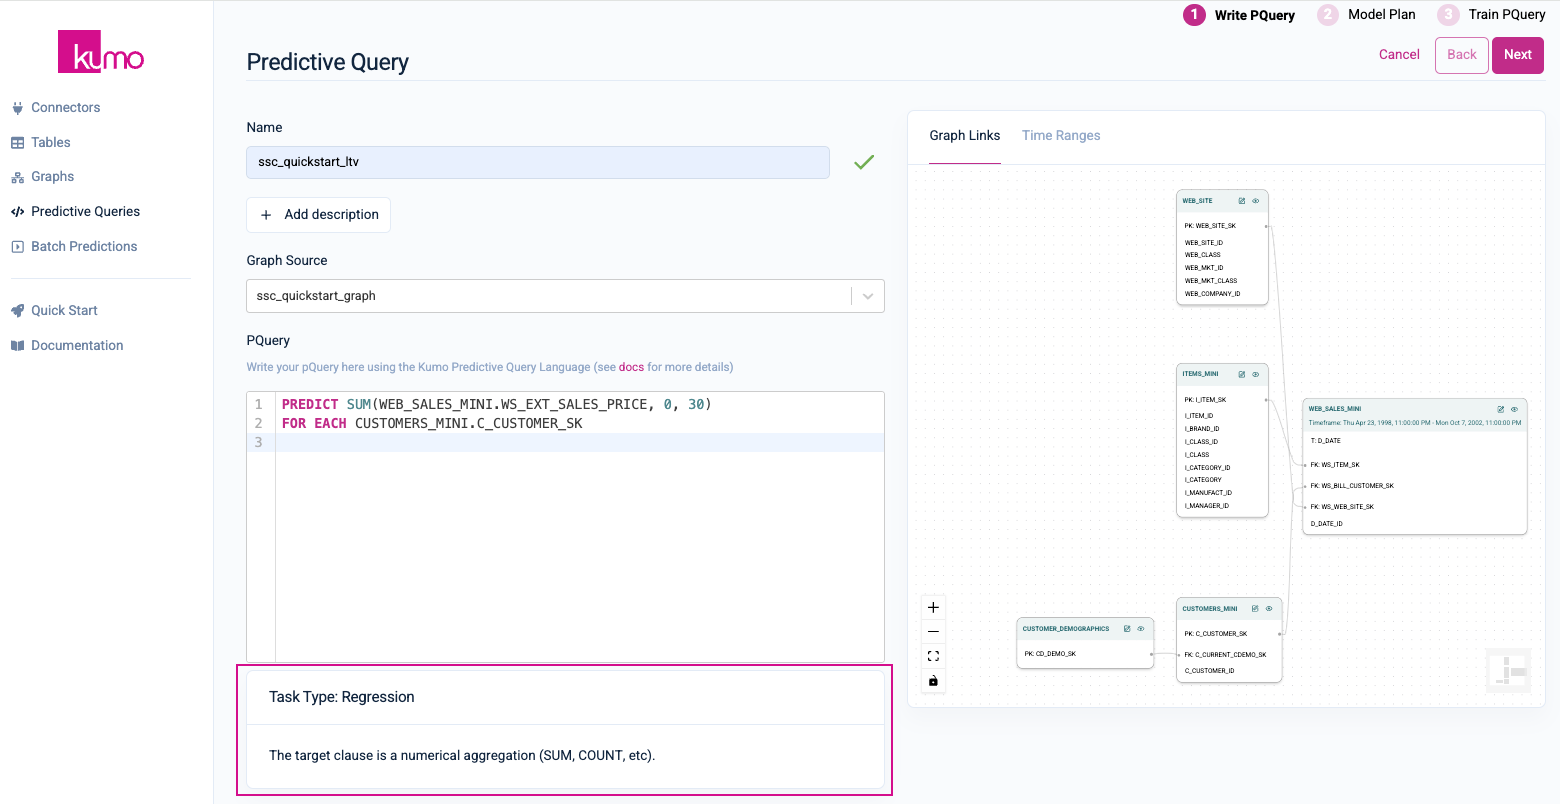 kumo
Connectors
Tables
Graphs
Predictive Queries
Batch Predictions
Quick Start
Documentation
1 Write PQuery
2 Model Plan
3 Train PQuery
Predictive Query
Cancel
Back
Next
Name
ssc_quickstart_ltv
+ Add description
Graph Source
ssc_quickstart_graph
PQuery
Write your pQuery here using the Kumo Predictive Query Language (see docs for more details)
1 PREDICT SUM(WEB_SALES_MINI.WS_EXT_SALES_PRICE, 0, 30)
2 FOR EACH CUSTOMERS_MINI.C_CUSTOMER_SK
3
Task Type: Regression
The target clause is a numerical aggregation (SUM, COUNT, etc).
Graph Links
Time Ranges
WEB_SITE
PK: WEB_SITE_SK
WEB_SITE_ID
WEB_CLASS
WEB_MKT_ID
WEB_MKT_CLASS
WEB_COMPANY_ID
ITEMS_MINI
PK: I_ITEM_SK
I_ITEM_ID
I_BRAND_ID
I_CLASS_ID
I_CLASS
I_CATEGORY_ID
I_CATEGORY
I_MANUFACT_ID
I_MANAGER_ID
WEB_SALES_MINI
Timeframe: Thu Apr 23, 1998, 11:00:00 PM - Mon Oct 7, 2002, 11:00:00 PM
T: D_DATE
FK: WS_ITEM_SK
FK: WS_BILL_CUSTOMER_SK
FK: WS_WEB_SITE_SK
D_DATE_ID
CUSTOMER_DEMOGRAPHICS
PK: CD_DEMO_SK
CUSTOMERS_MINI
PK: C_CUSTOMER_SK
FK: C_CURRENT_CDEMO_SK
C_CUSTOMER_ID